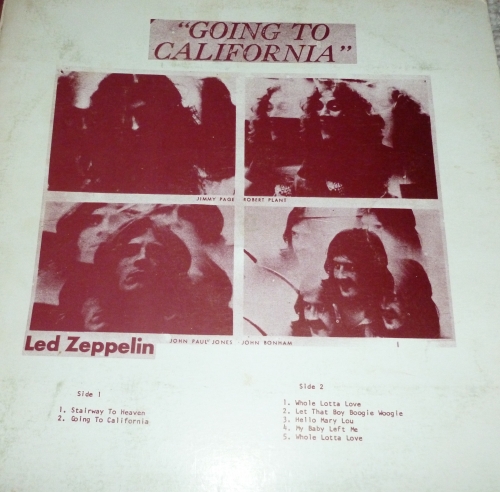 "GOING TO
CALIFORNIA"
JIMMY PAGE
ROBERT PLANT
JOHN PAUL JONES
JOHN BONHAM
Led Zeppelin
Side 1
1. Stairway To Heaven
2. Going To California
Side 2
1. Whole Lotta Love
2. Let That Boy Boogie Woogie
3. Hello Mary Lou
4. My Baby Left Me
5. Whole Lotta Love